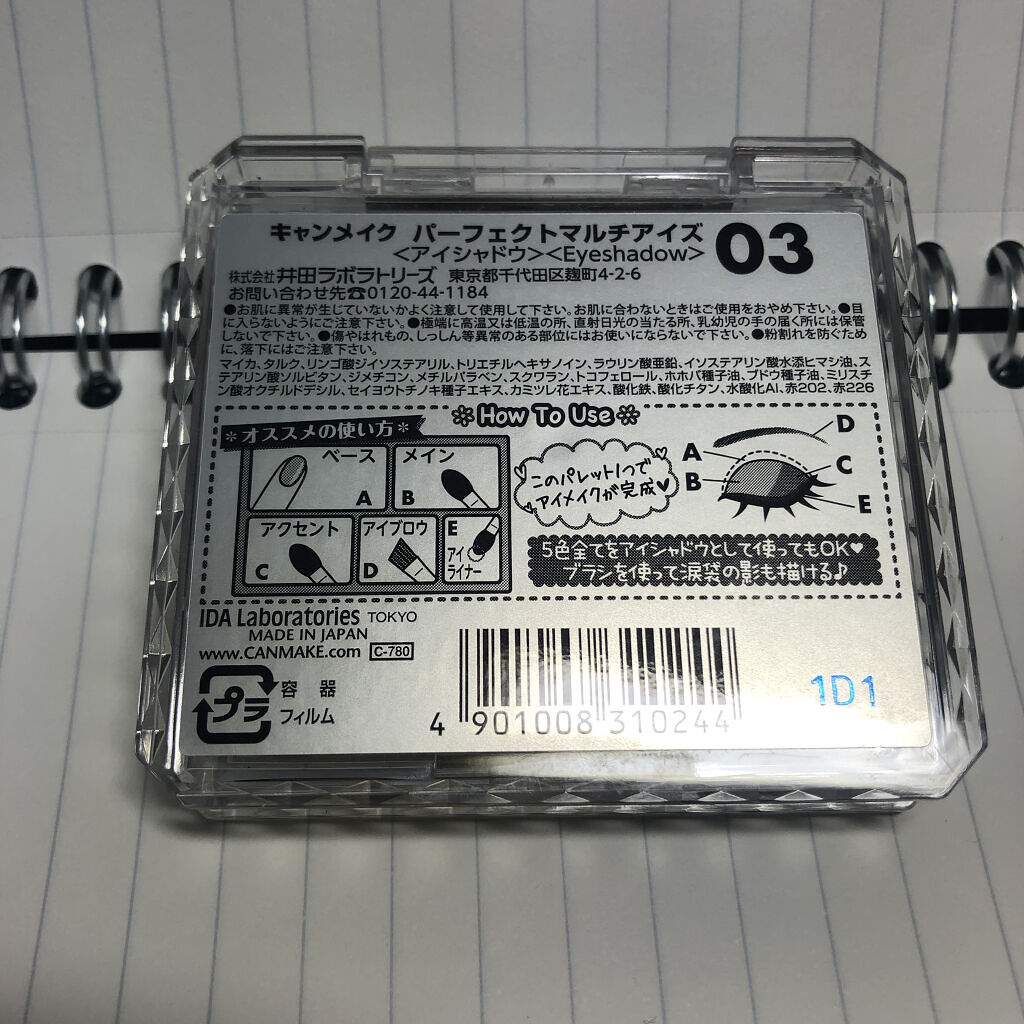 キャンメイク パーフェクトマルチアイズ 03
<アイシャドウ><Eyeshadow>
株式会社井田ラボラトリーズ 東京都千代田区麹町4-2-6
お問い合わせ先☎0120-44-1184
●お肌に異常が生じていないかよく注意して使用して下さい。お肌に合わないときはご使用をおやめ下さい。●目
に入らないようにご注意下さい。●極端に高温又は低温の所、直射日光の当たる所、乳幼児の手の届く所には保管
しないで下さい。●傷やはれもの、しっしん等異常のある部位にはお使いにならないで下さい。●粉割れを防ぐため
に、落下にはご注意下さい。
マイカ、タルク、リンゴ酸ジイソステアリル、トリエチルヘキサノイン、ラウリン酸亜鉛、イソステアリン酸水添ヒマシ油、ス
テアリン酸ソルビタン、ジメチコン、メチルパラベン、スクワラン、トコフェロール、ホホバ種子油、ブドウ種子油、ミリスチ
ン酸オクチルドデシル、セイヨウトチノキ種子エキス、カミツレ花エキス、酸化鉄、酸化チタン、水酸化Al、赤202、赤226
How To Use
オススメの使い方
ベース
A
メイン
B
アクセント
C
アイブロウ
D
E
アイ
ライナー
このパレット1つで
アイメイクが完成♥
A
B
D
C
E
5色全てをアイシャドウとして使ってもOK♥
ブラシを使って涙袋の影も描ける♪
IDA Laboratories TOKYO
MADE IN JAPAN
www.CANMAKE.com C-780
プラ
容 器
フィルム
4 901008 310244
1D1